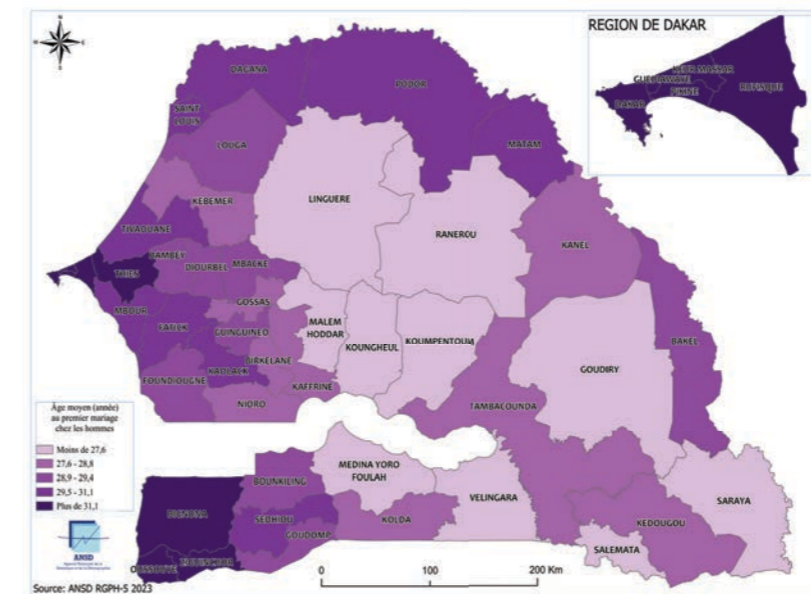 REGION DE DAKAR
KEUR MASSAR
GUEDIAWAYE
RUFISQUE
PIKINE
DAKAR
N
DAGANA
PODOR
SAINT
LOUIS
LOUGA
MATAM
LINGUERE
KEBEMER
RANEROU
KANEL
TIVAOUANE
BAMBEY
MBACKE
DIOURBEL
THIES
MBOUR
GOSSAS
FATICK
GUINGUINEO
MALEM
HODDAR
KOUNGHEUL
KOUMPENTOUM
BAKEL
GOUDIRY
BIRKELANE
KAOLACK
FOUNDIOUGNE
KAFFRINE
NIORO
TAMBACOUNDA
Âge moyen (année)
au premier mariage
chez les hommes
Moins de 27,6
27,6 - 28,8
28,9 - 29,4
29,5 - 31,1
Plus de 31,1
MEDINA YORO
FOULAH
BOUNKILING
VELINGARA
SARAYA
BIGNONA
SEDHIOU
KOLDA
GOUDOMP
KEDOUGOU
SALEMATA
OUSSOUYE
ZIGUINCHOR
ANSD
0 100 200 Km
Source: ANSD RGPH-5 2023